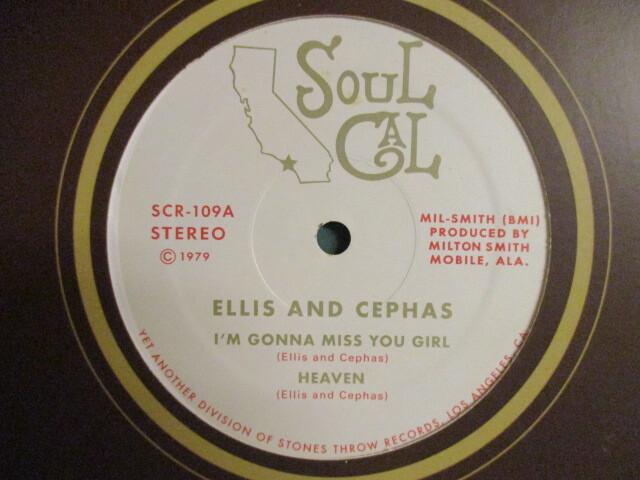 SOUL
CAL
SCR-109A
STEREO
© 1979
MIL-SMITH (BMI)
PRODUCED BY
MILTON SMITH
MOBILE, ALA.
ELLIS AND CEPHAS
I'M GONNA MISS YOU GIRL
(Ellis and Cephas)
HEAVEN
(Ellis and Cephas)
YET ANOTHER DIVISION OF STONES THROW RECORDS, LOS ANGELES, CA